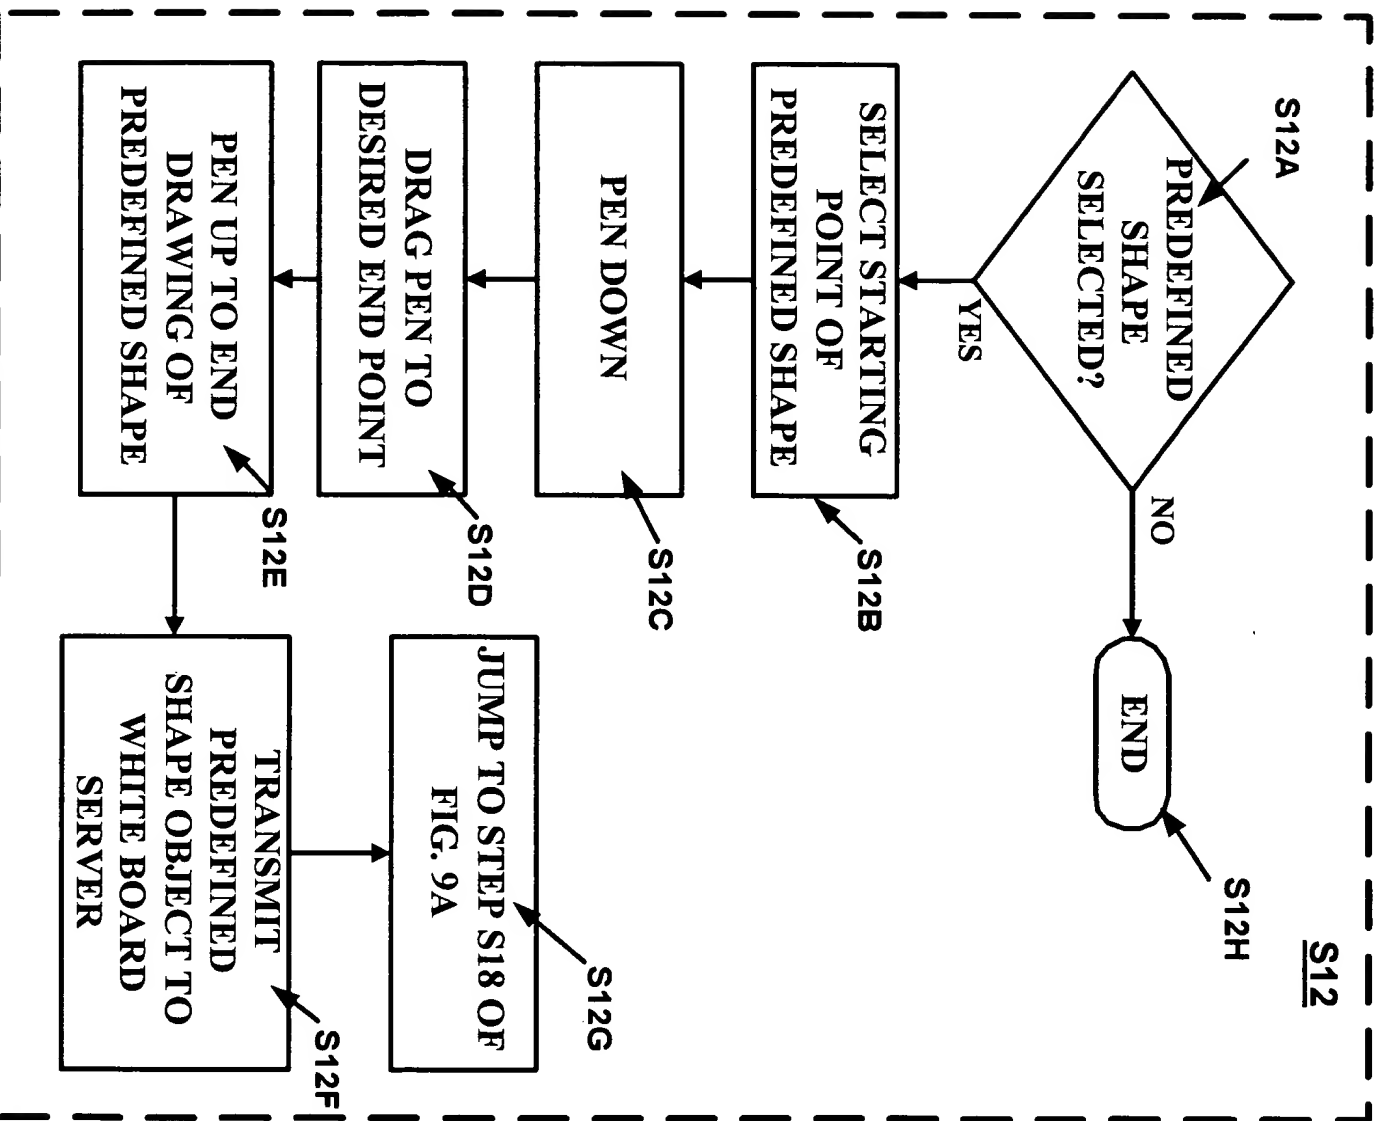 S12
S12A
PREDEFINED
SHAPE
SELECTED?
NO
END
S12H
YES
SELECT STARTING
POINT OF
PREDEFINED SHAPE
S12B
PEN DOWN
S12C
DRAG PEN TO
DESIRED END POINT
S12D
PEN UP TO END
DRAWING OF
PREDEFINED SHAPE
S12E
TRANSMIT
PREDEFINED
SHAPE OBJECT TO
WHITE BOARD
SERVER
S12F
JUMP TO STEP S18 OF
FIG. 9A
S12G